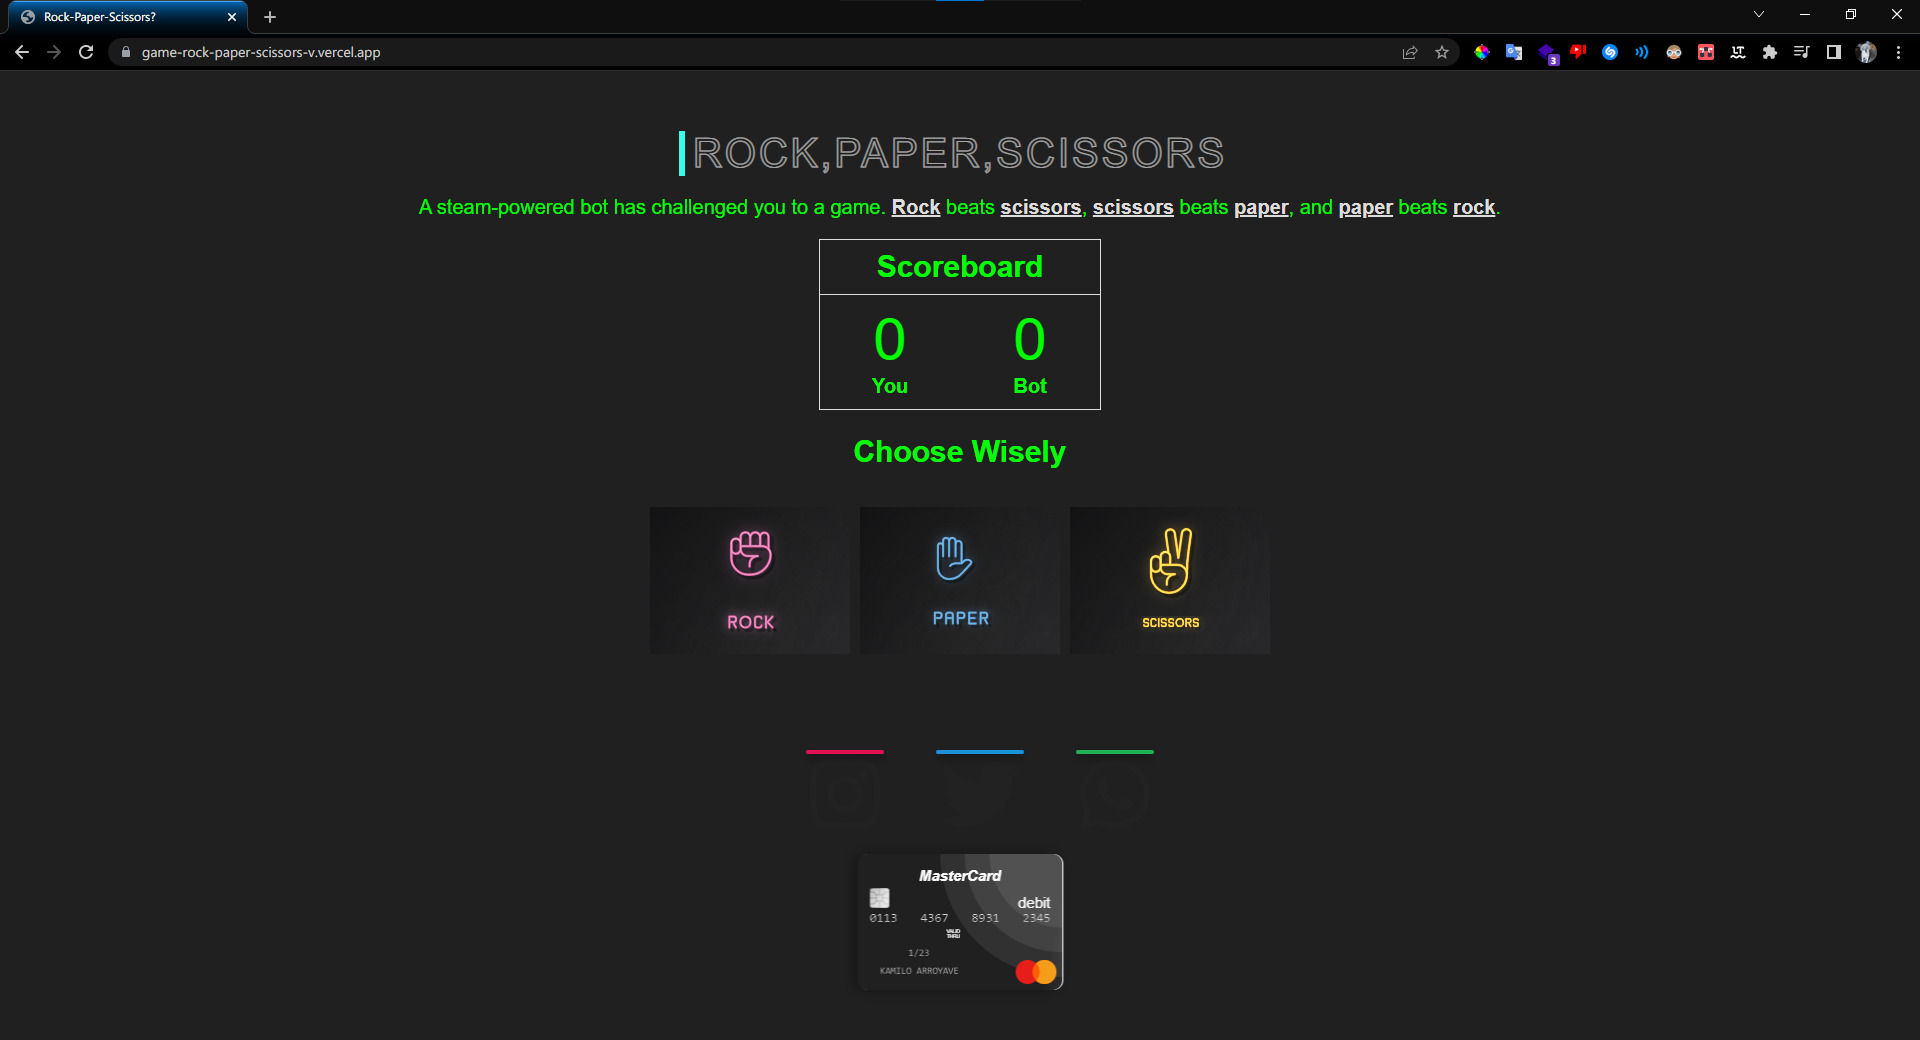 Rock-Paper-Scissors?
game-rock-paper-scissors-v.vercel.app
3
ROCK,PAPER,SCISSORS
A steam-powered bot has challenged you to a game. Rock beats scissors, scissors beats paper, and paper beats rock.
Scoreboard
0 0
You Bot
Choose Wisely
ROCK PAPER SCISSORS
MasterCard
debit
0113 4367 8931 2345
VALID
THRU
1/23
KAMILO ARROYAVE